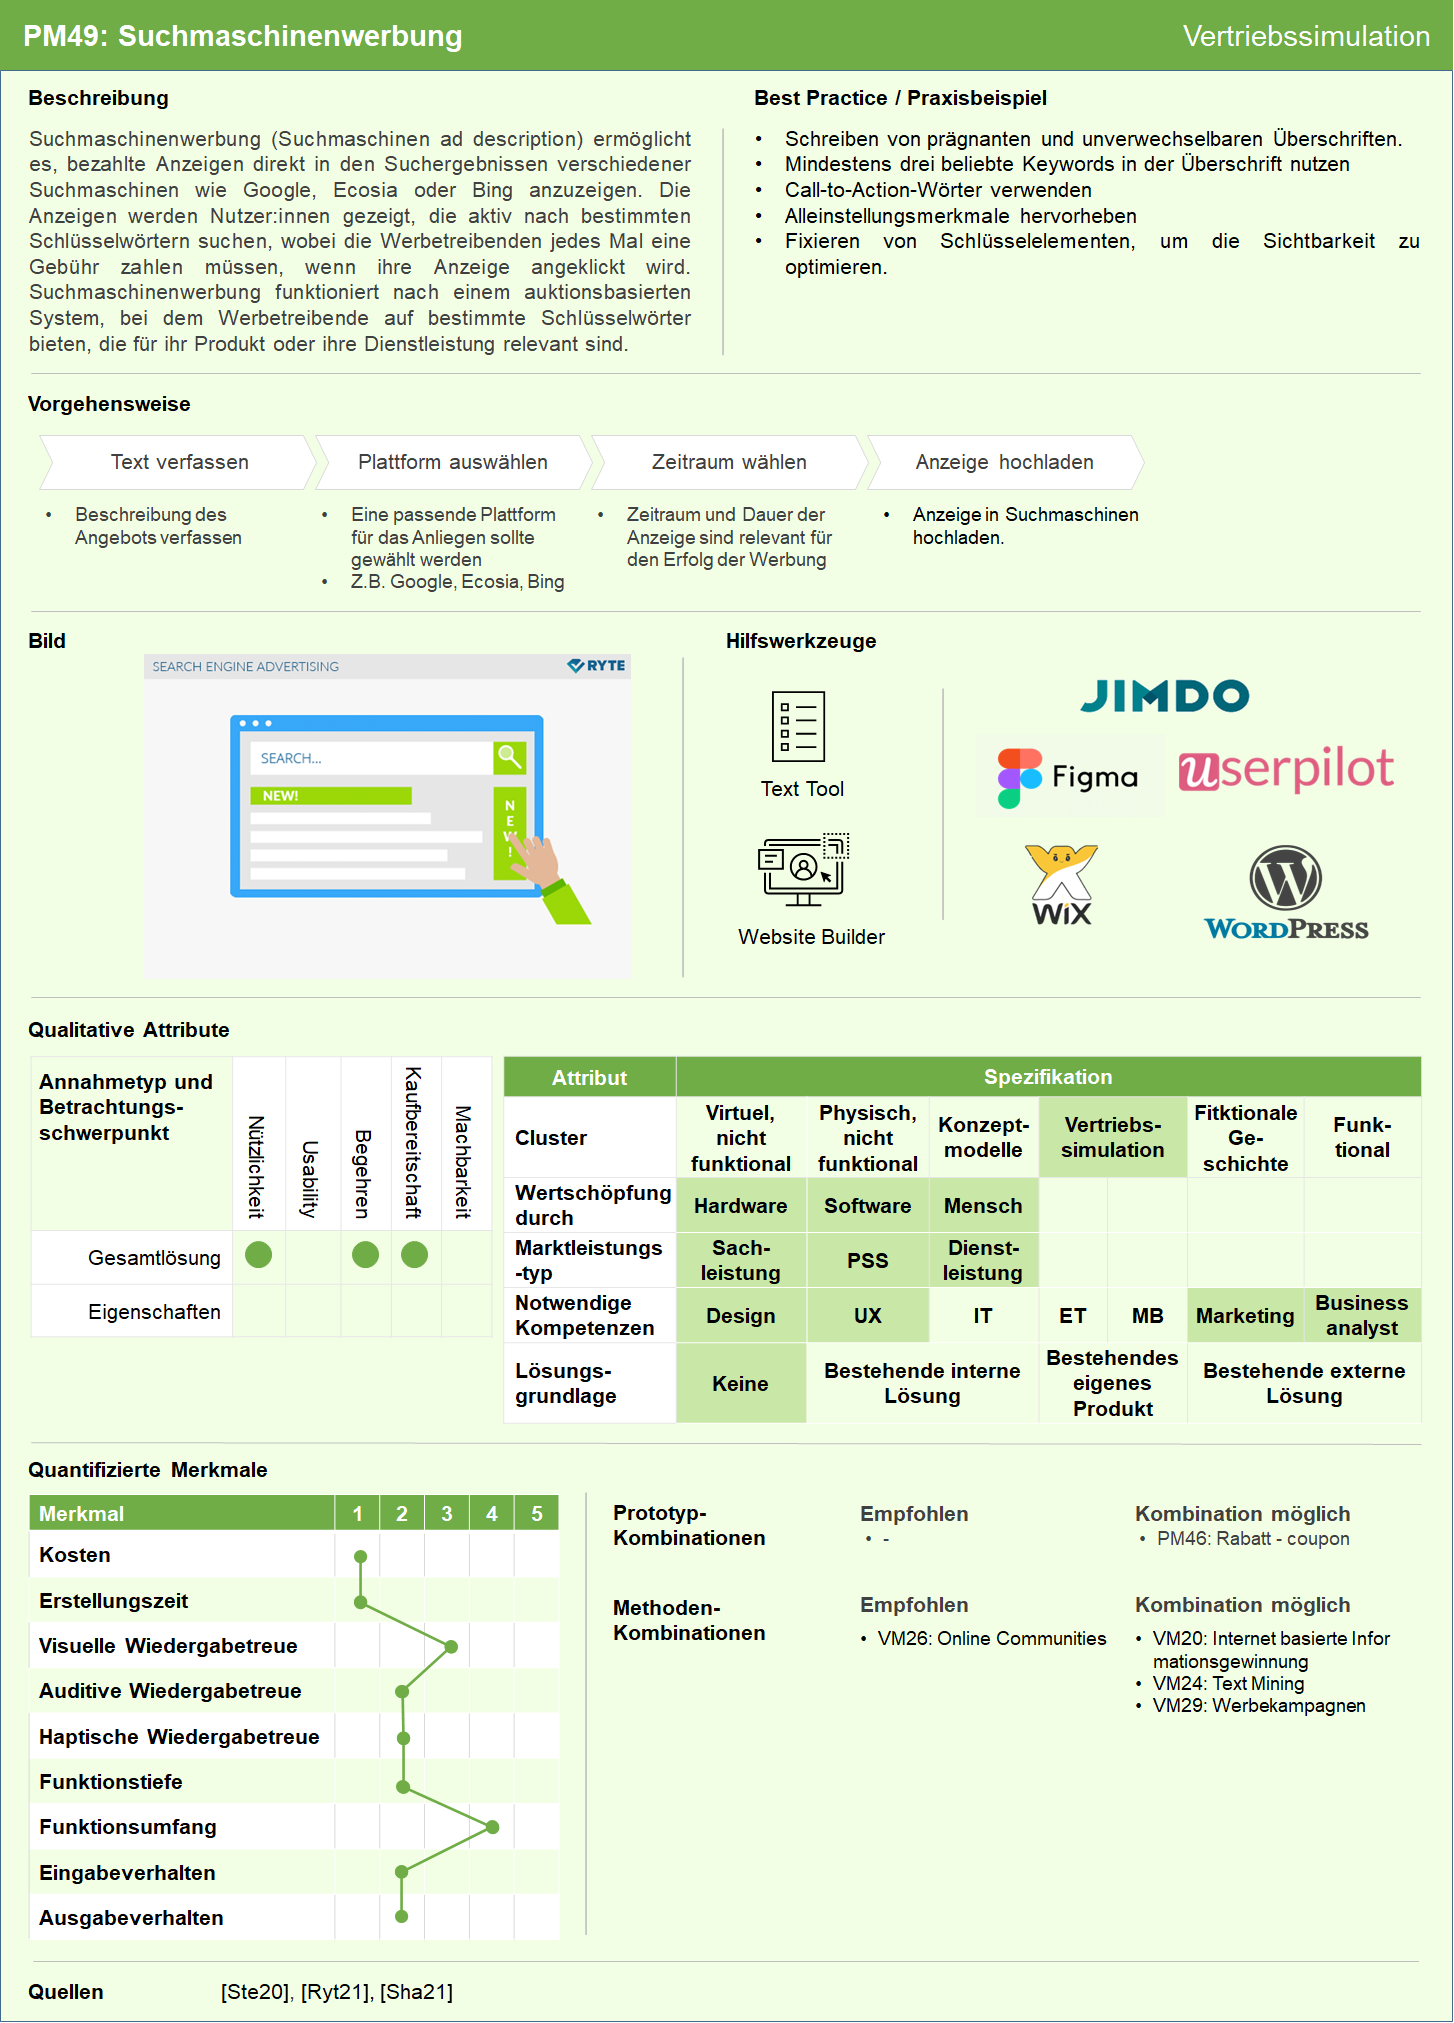 PM49: Suchmaschinenwerbung
Vertriebssimulation
Beschreibung
Suchmaschinenwerbung (Suchmaschinen ad description) ermöglicht
es, bezahlte Anzeigen direkt in den Suchergebnissen verschiedener
Suchmaschinen wie Google, Ecosia oder Bing anzuzeigen. Die
Anzeigen werden Nutzer:innen gezeigt, die aktiv nach bestimmten
Schlüsselwörtern suchen, wobei die Werbetreibenden jedes Mal eine
Gebühr zahlen müssen, wenn ihre Anzeige angeklickt wird.
Suchmaschinenwerbung funktioniert nach einem auktionsbasierten
System, bei dem Werbetreibende auf bestimmte Schlüsselwörter
bieten, die für ihr Produkt oder ihre Dienstleistung relevant sind.
Best Practice / Praxisbeispiel
• Schreiben von prägnanten und unverwechselbaren Überschriften.
• Mindestens drei beliebte Keywords in der Überschrift nutzen
• Call-to-Action-Wörter verwenden
• Alleinstellungsmerkmale hervorheben
• Fixieren von Schlüsselelementen, um die Sichtbarkeit zu
optimieren.
Vorgehensweise
Text verfassen
• Beschreibung des
Angebots verfassen
Plattform auswählen
• Eine passende Plattform
für das Anliegen sollte
gewählt werden
• Z.B. Google, Ecosia, Bing
Zeitraum wählen
• Zeitraum und Dauer der
Anzeige sind relevant für
den Erfolg der Werbung
Anzeige hochladen
• Anzeige in Suchmaschinen
hochladen.
Bild
SEARCH ENGINE ADVERTISING
RYTE
SEARCH...
NEW!
NEW!
Hilfswerkzeuge
Text Tool
Website Builder
JIMDO
Figma
userpilot
WiX
WORDPRESS
Qualitative Attribute
Annahmetyp und
Betrachtungs-
schwerpunkt
Nützlichkeit
Usability
Begehren
Kaufbereitschaft
Machbarkeit
Gesamtlösung
Eigenschaften
Attribut Spezifikation
Cluster
Virtuel,
nicht
funktional
Physisch,
nicht
funktional
Konzept-
modelle
Vertriebs-
simulation
Fitktionale
Ge-
schichte
Funk-
tional
Wertschöpfung
durch
Hardware Software Mensch
Marktleistungs
-typ
Sach-
leistung
PSS
Dienst-
leistung
Notwendige
Kompetenzen
Design UX IT ET MB Marketing
Business
analyst
Lösungs-
grundlage
Keine
Bestehende interne
Lösung
Bestehendes
eigenes
Produkt
Bestehende externe
Lösung
Quantifizierte Merkmale
Merkmal 1 2 3 4 5
Kosten
Erstellungszeit
Visuelle Wiedergabetreue
Auditive Wiedergabetreue
Haptische Wiedergabetreue
Funktionstiefe
Funktionsumfang
Eingabeverhalten
Ausgabeverhalten
Prototyp-
Kombinationen
Empfohlen
• -
Kombination möglich
• PM46: Rabatt - coupon
Methoden-
Kombinationen
Empfohlen
• VM26: Online Communities
Kombination möglich
• VM20: Internet basierte Infor
mationsgewinnung
• VM24: Text Mining
• VM29: Werbekampagnen
Quellen
[Ste20], [Ryt21], [Sha21]